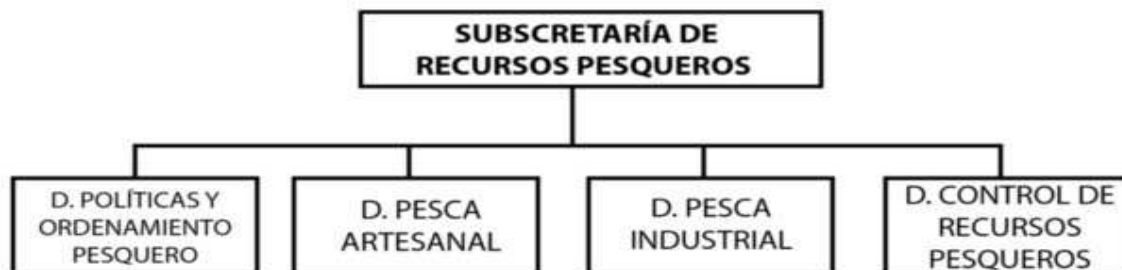 SUBSCRETARÍA DE
RECURSOS PESQUEROS
D. POLÍTICAS Y
ORDENAMIENTO
PESQUERO
D. PESCA
ARTESANAL
D. PESCA
INDUSTRIAL
D. CONTROL DE
RECURSOS
PESQUEROS